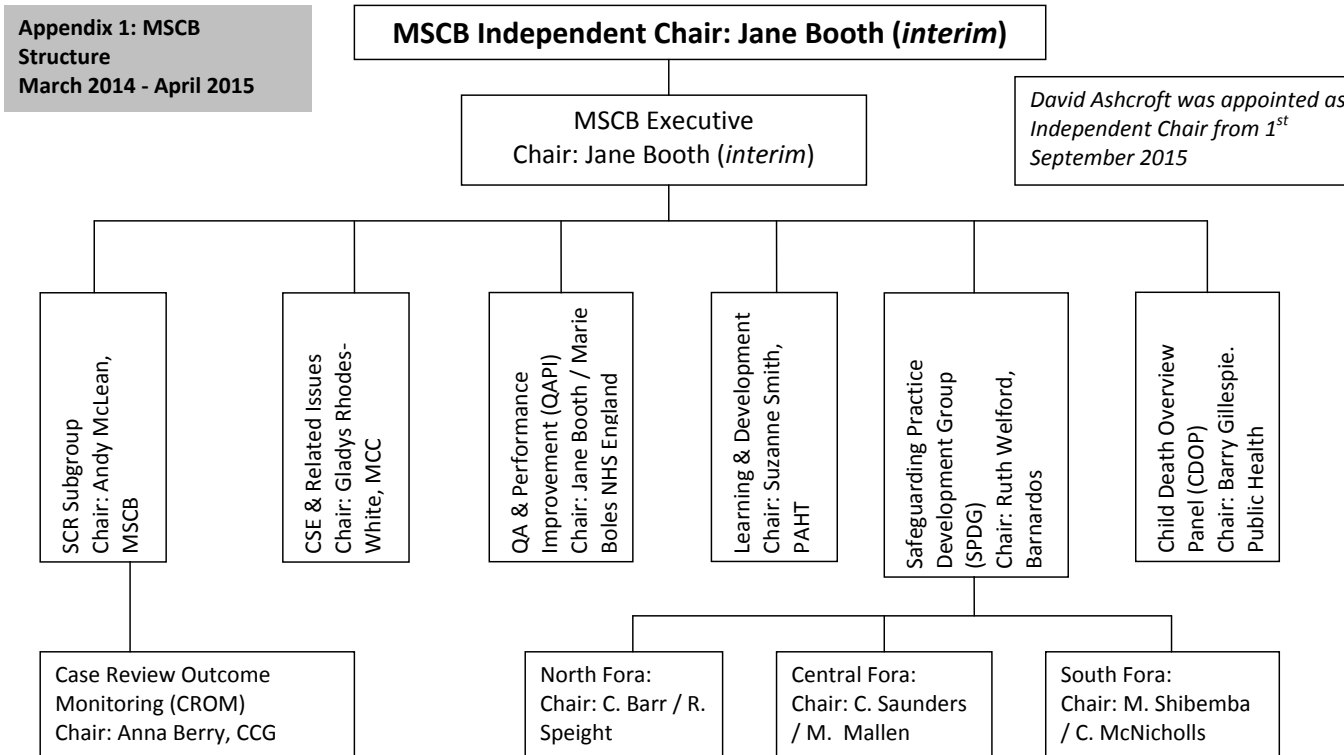 Appendix 1: MSCB
Structure
March 2014 - April 2015
MSCB Independent Chair: Jane Booth (interim)
MSCB Executive
Chair: Jane Booth (interim)
David Ashcroft was appointed as
Independent Chair from 1st
September 2015
SCR Subgroup
Chair: Andy McLean,
MSCB
CSE & Related Issues
Chair: Gladys Rhodes-
White, MCC
QA & Performance
Improvement (QAPI)
Chair: Jane Booth / Marie
Boles NHS England
Learning & Development
Chair: Suzanne Smith,
PAHT
Safeguarding Practice
Development Group
(SPDG)
Chair: Ruth Welford,
Barnardos
Child Death Overview
Panel (CDOP)
Chair: Barry Gillespie.
Public Health
Case Review Outcome
Monitoring (CROM)
Chair: Anna Berry, CCG
North Fora:
Chair: C. Barr / R.
Speight
Central Fora:
Chair: C. Saunders
/ M. Mallen
South Fora:
Chair: M. Shibemba
/ C. McNicholls